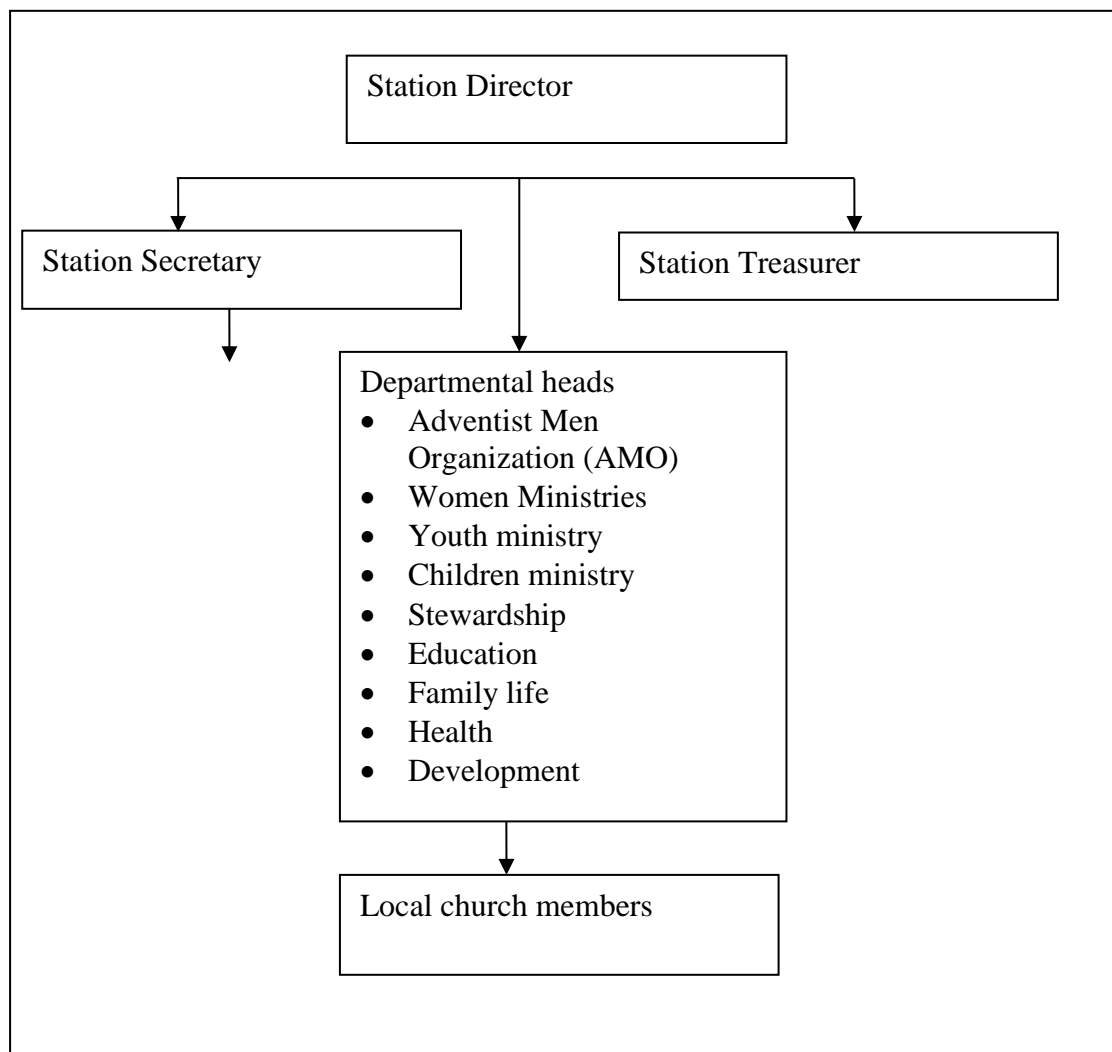 Station Director
Station Secretary
Station Treasurer
Departmental heads
• Adventist Men
Organization (AMO)
• Women Ministries
• Youth ministry
• Children ministry
• Stewardship
• Education
• Family life
• Health
• Development
Local church members